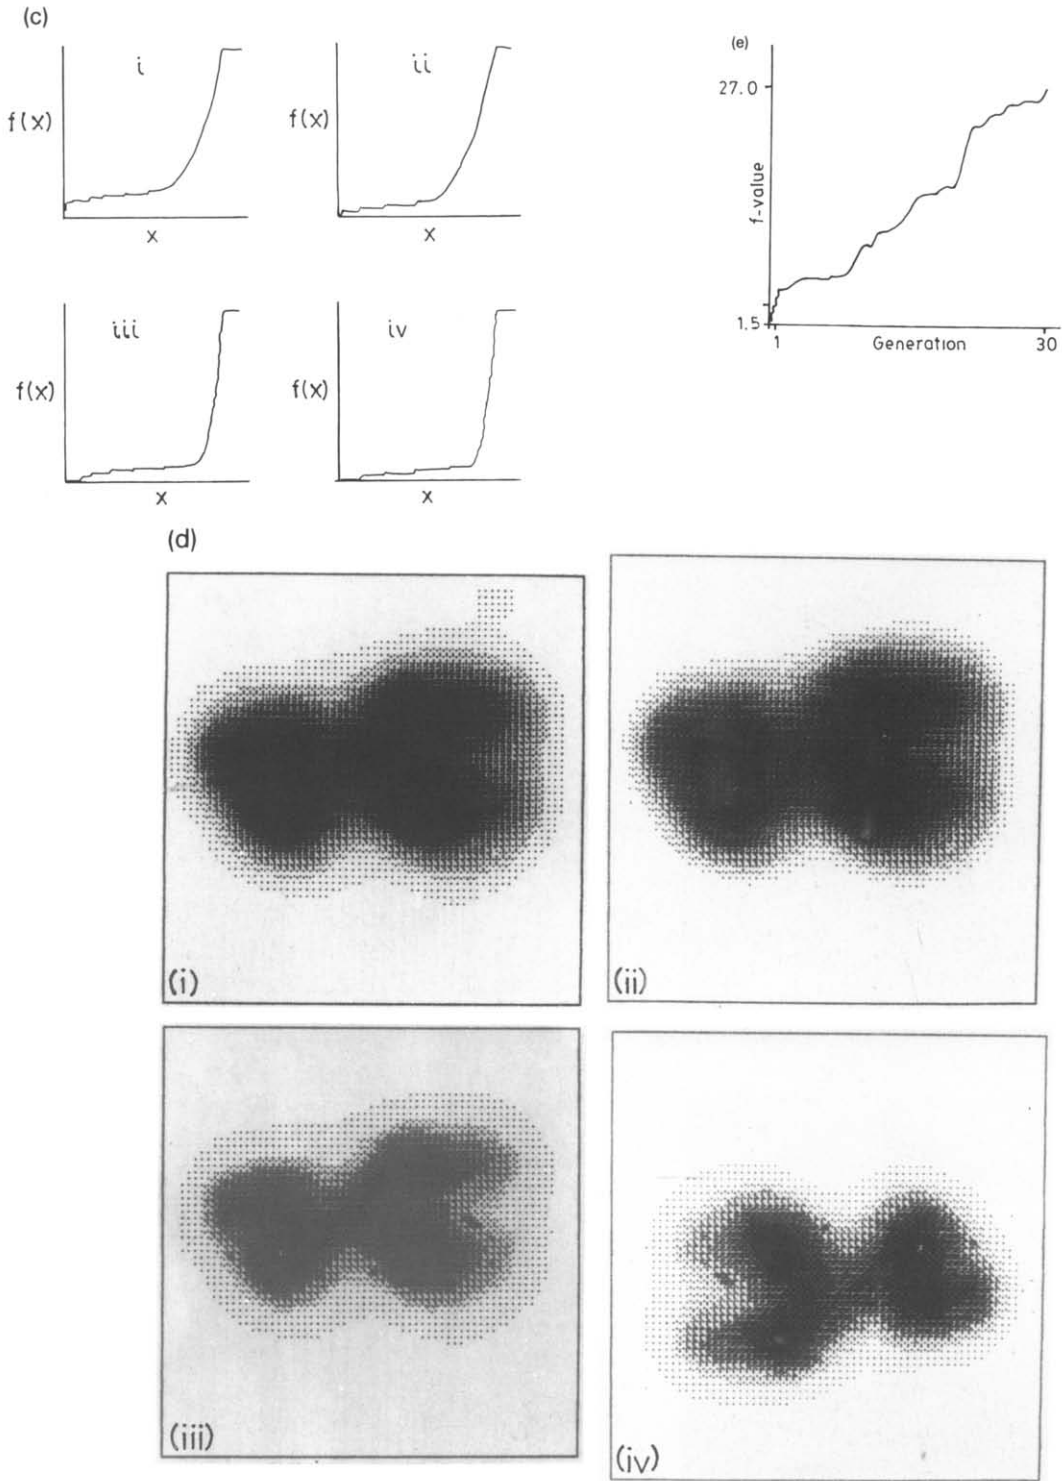 (c)
i
f(x)
x
ii
f(x)
x
iii
f(x)
x
iv
f(x)
x
(e)
27.0
f-value
1.5
1
Generation
30
(d)
(i)
(ii)
(iii)
(iv)